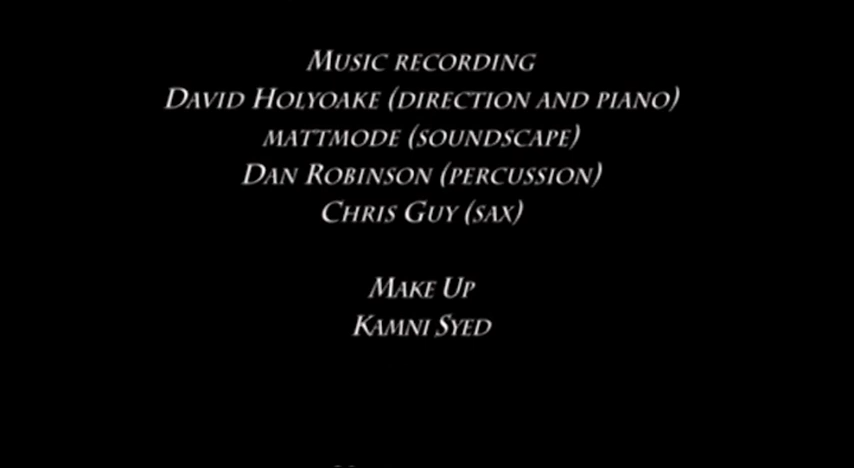 Music recording
David Holyoake (direction and piano)
mattmode (soundscape)
Dan Robinson (percussion)
Chris Guy (sax)
Make Up
Kamni Syed